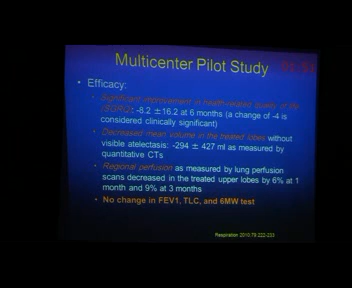 Multicenter Pilot Study
• Efficacy:
• Significant improvement in health-related quality of life
(SGRQ): -8.2 ±16.2 at 6 months (a change of -4 is
considered clinically significant)
• Decreased mean volume in the treated lobes without
visible atelectasis: -294 ± 427 ml as measured by
quantitative CTs
• Regional perfusion as measured by lung perfusion
scans decreased in the treated upper lobes by 6% at 1
month and 9% at 3 months
• No change in FEV1, TLC, and 6MW test
Respiration 2010;79:222-233